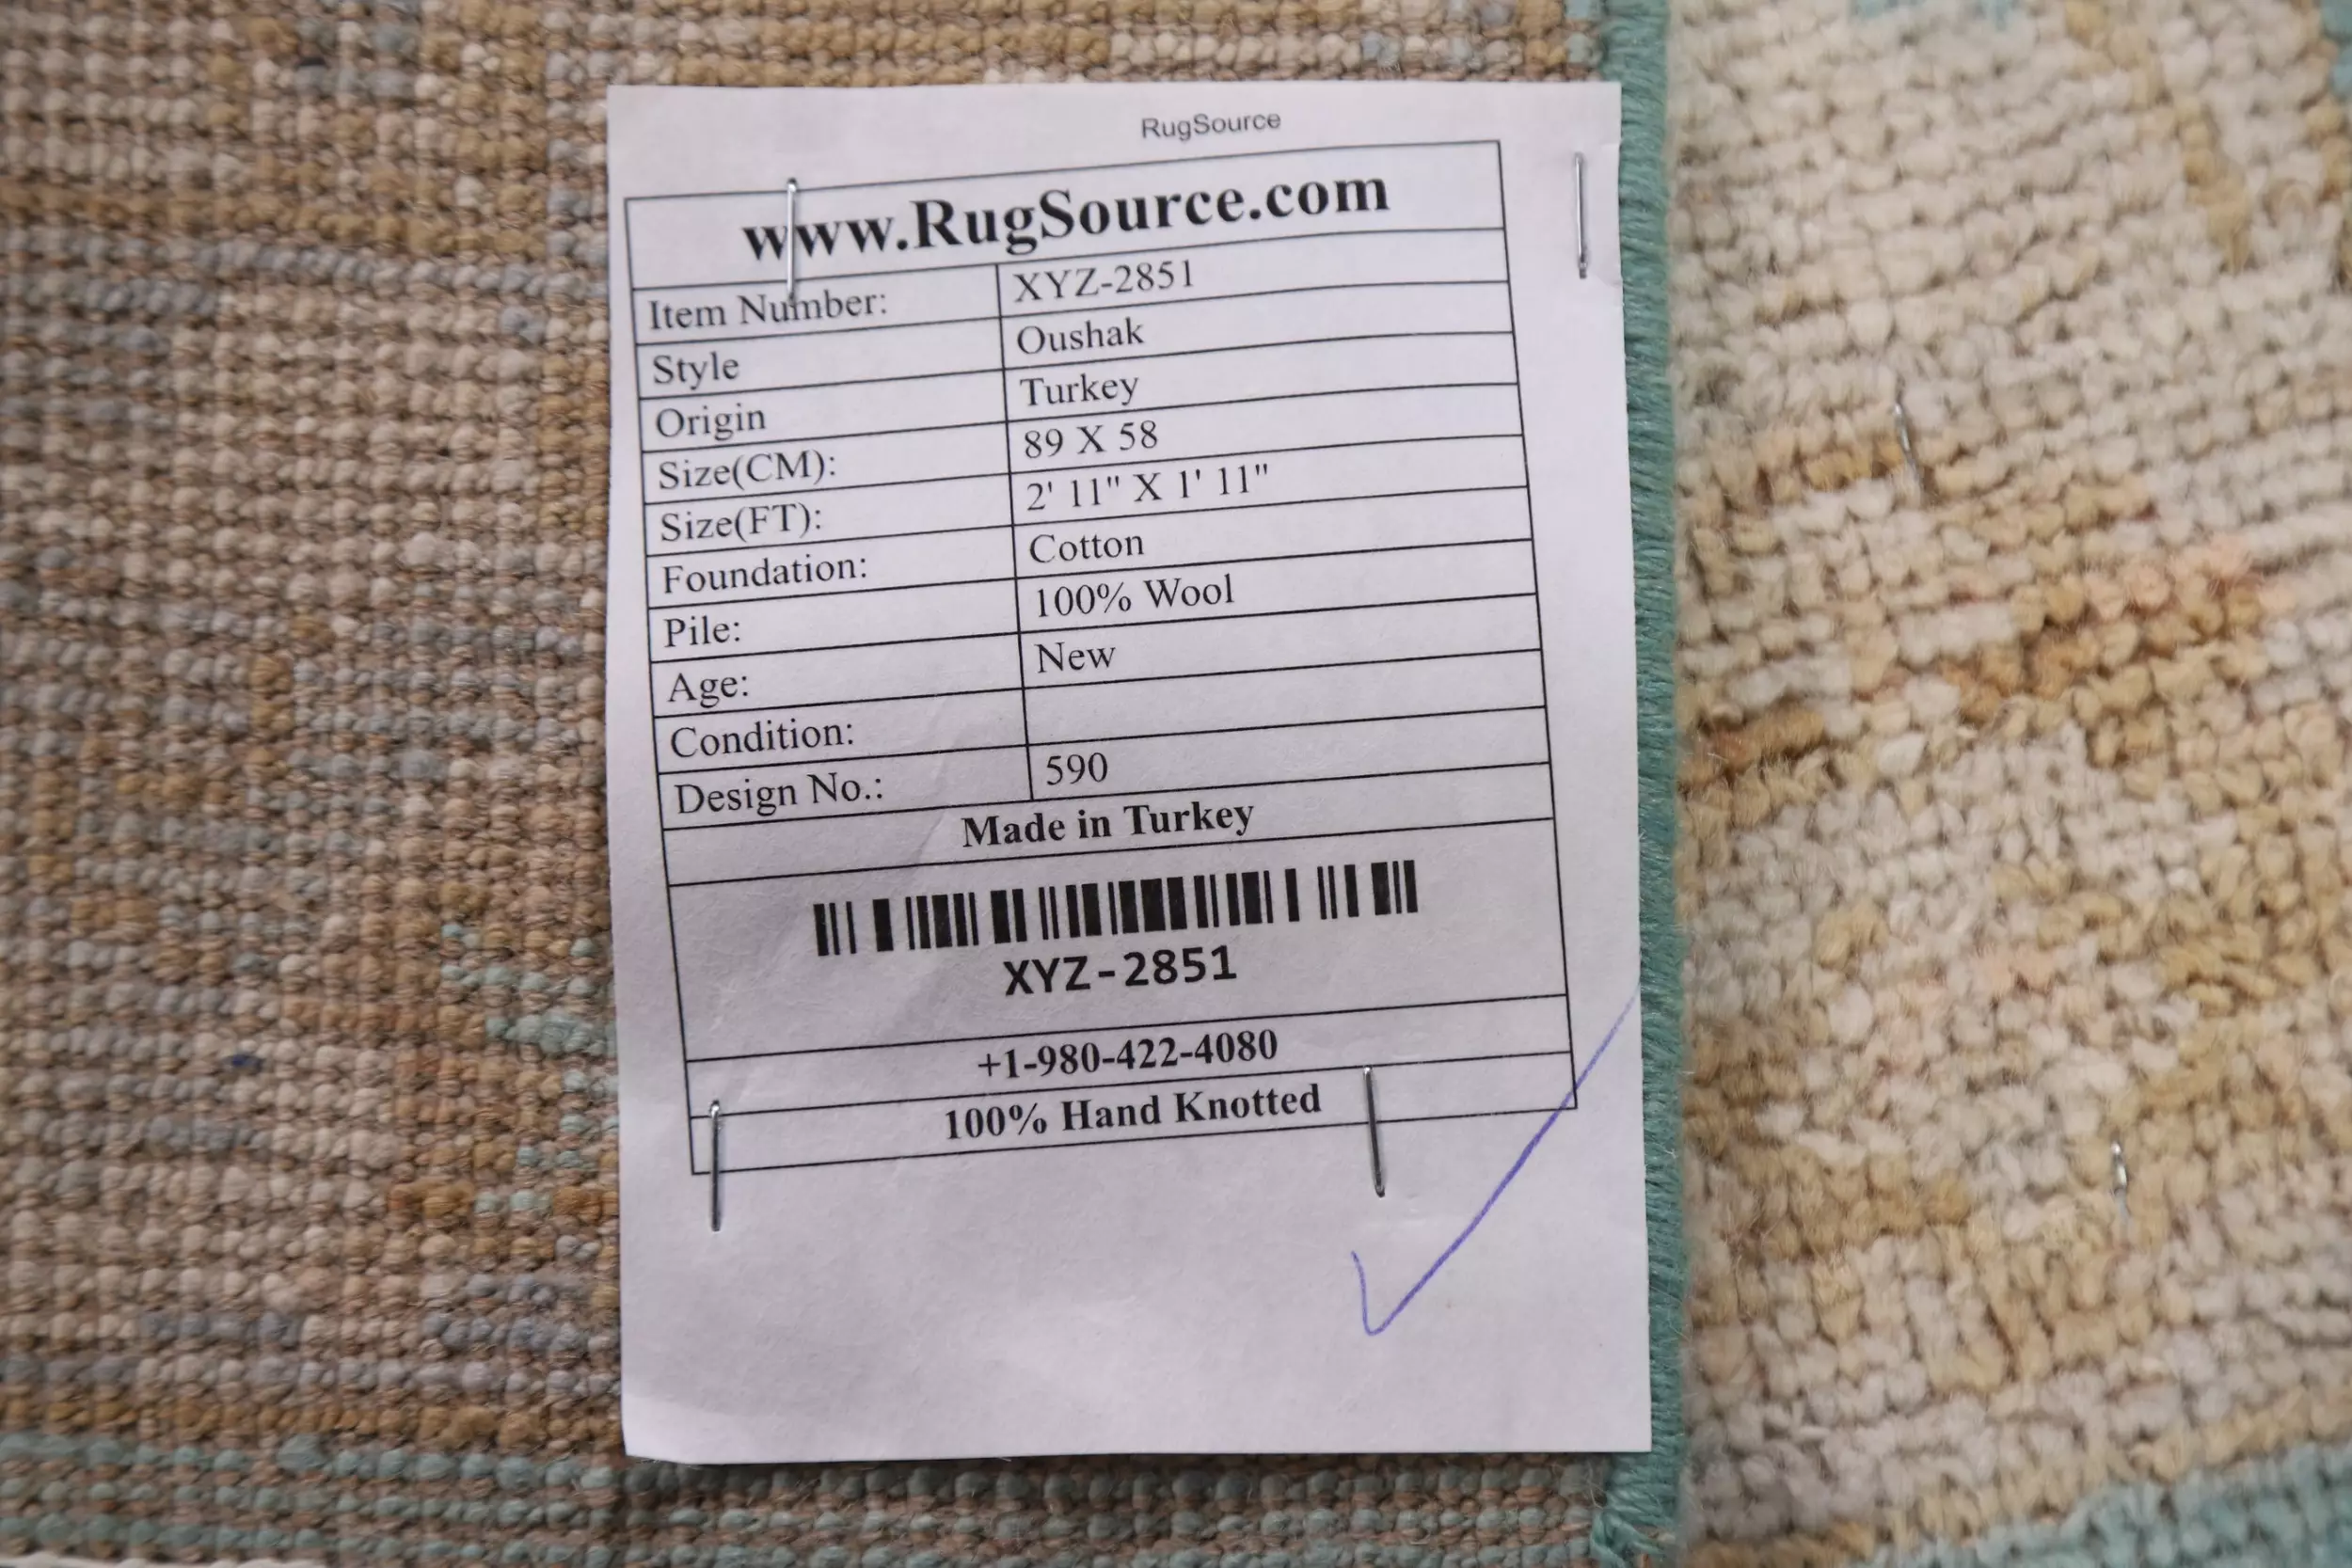 RugSource
www.RugSource.com
Item Number: XYZ-2851
Style Oushak
Origin Turkey
Size(CM): 89 X 58
Size(FT): 2' 11" X 1' 11"
Foundation: Cotton
Pile: 100% Wool
Age: New
Condition:
Design No.: 590
Made in Turkey
XYZ-2851
+1-980-422-4080
100% Hand Knotted